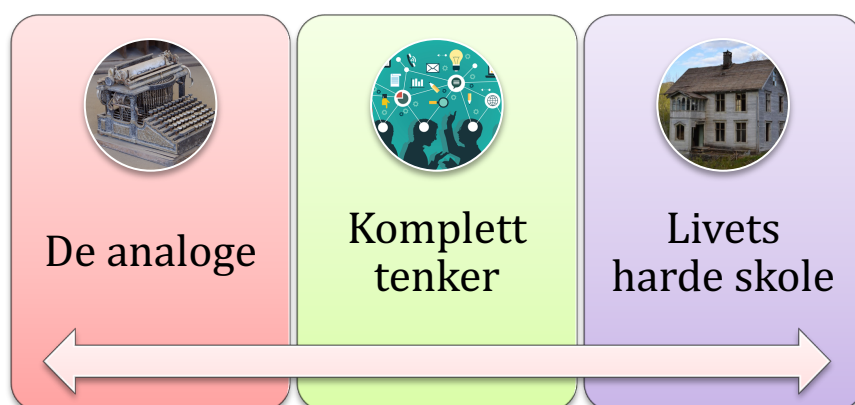 De analoge
Komplett
tenker
Livets
harde skole